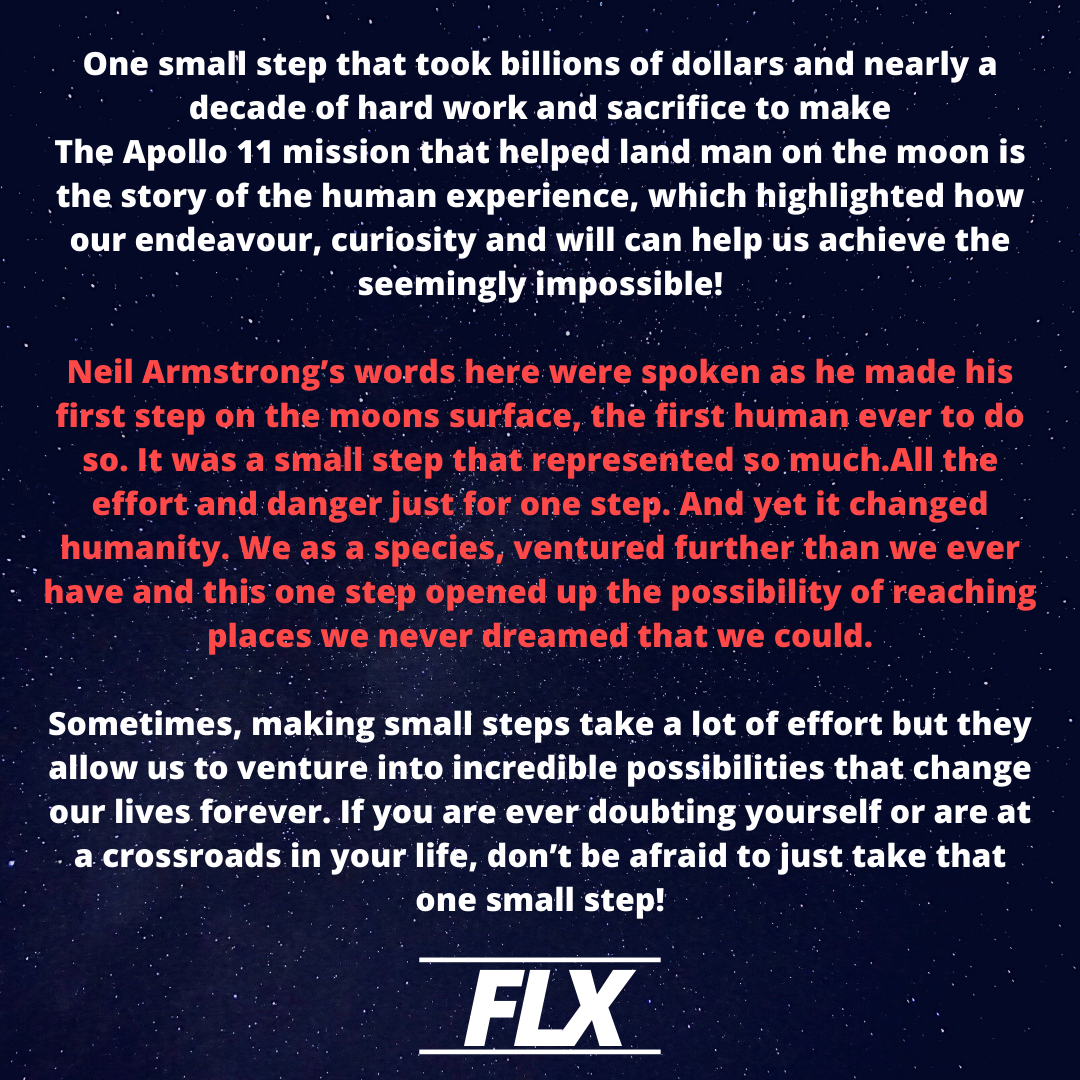 One small step that took billions of dollars and nearly a
decade of hard work and sacrifice to make
The Apollo 11 mission that helped land man on the moon is
the story of the human experience, which highlighted how
our endeavour, curiosity and will can help us achieve the
seemingly impossible!
Neil Armstrong’s words here were spoken as he made his
first step on the moons surface, the first human ever to do
so. It was a small step that represented so much.All the
effort and danger just for one step. And yet it changed
humanity. We as a species, ventured further than we ever
have and this one step opened up the possibility of reaching
places we never dreamed that we could.
Sometimes, making small steps take a lot of effort but they
allow us to venture into incredible possibilities that change
our lives forever. If you are ever doubting yourself or are at
a crossroads in your life, don’t be afraid to just take that
one small step!
FLX